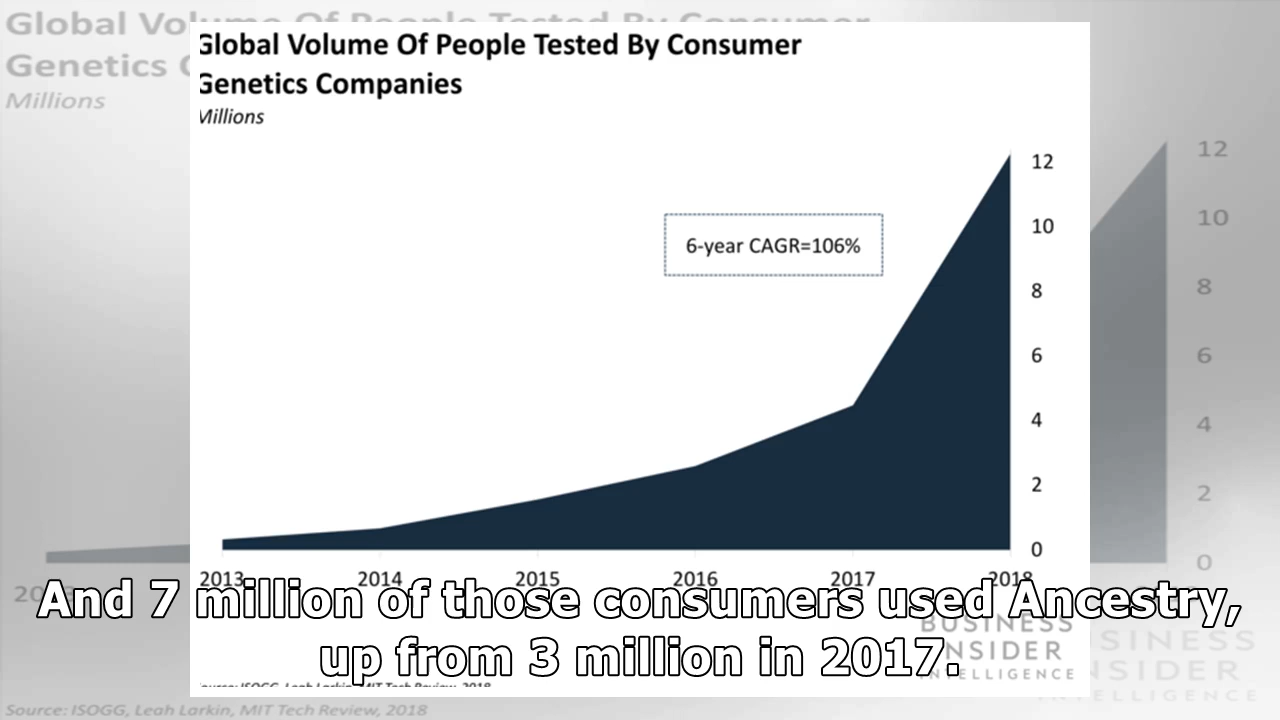 Global Volume Of People Tested By Consumer
Genetics Companies
Millions
12
10
6-year CAGR=106%
8
6
4
2
0
2013 2014 2015 2016 2017 2018
And 7 million of those consumers used Ancestry,
up from 3 million in 2017.
BUSINESS
INSIDER
INTELLIGENCE
Source: ISOGG, Leah Larkin, MIT Tech Review, 2018